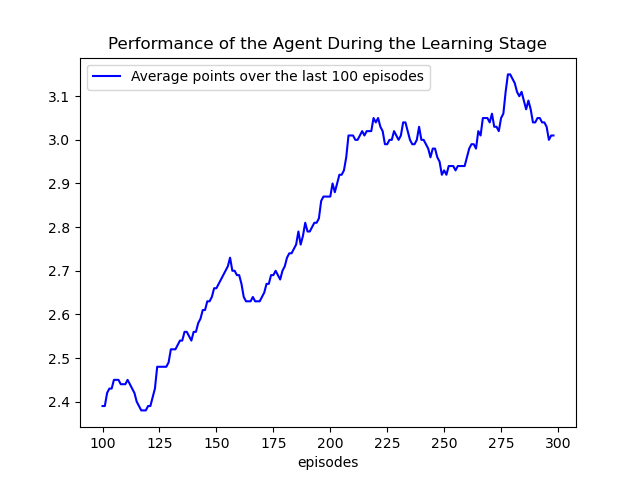 Performance of the Agent During the Learning Stage
Average points over the last 100 episodes
3.1
3.0
2.9
2.8
2.7
2.6
2.5
2.4
100 125 150 175 200 225 250 275 300
episodes